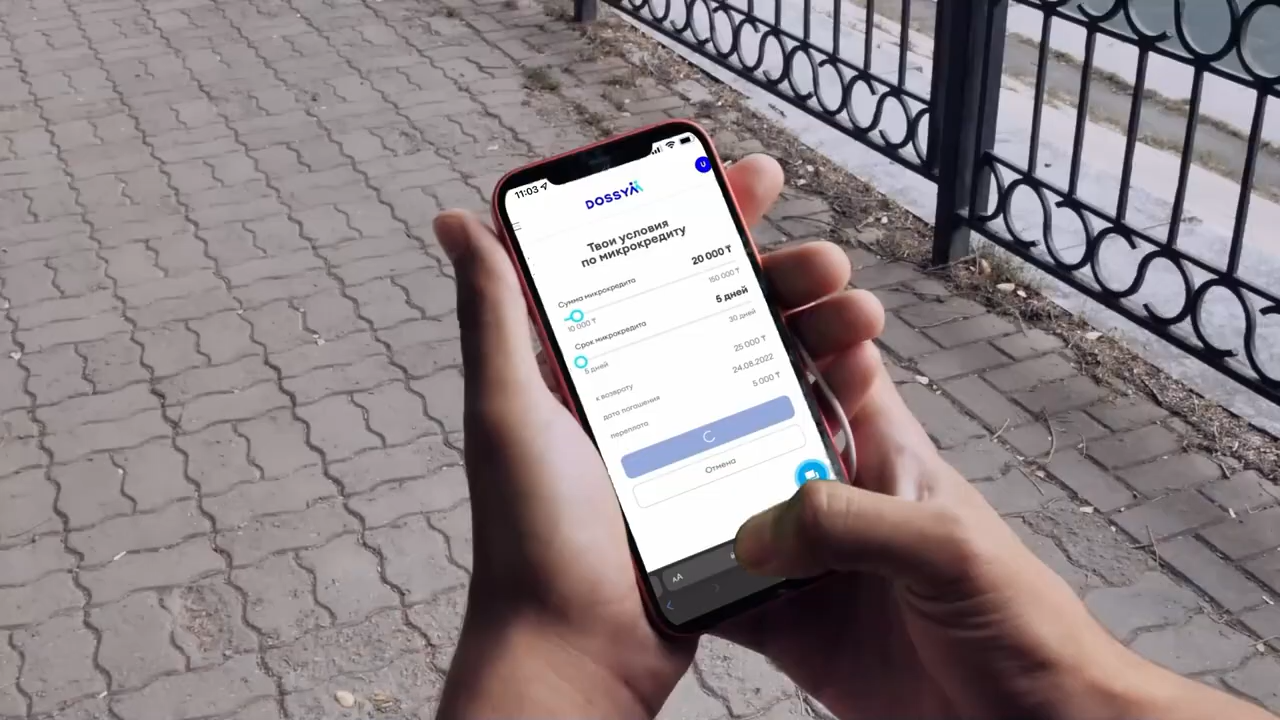 11:03
U
DOSSYM
Твои условия
по микрокредиту
Сумма микрокредита
20 000 ₸
10 000 ₸
150 000 ₸
Срок микрокредита
5 дней
5 дней
30 дней
к возврату
25 000 ₸
дата погашения
24.08.2022
переплата
5 000 ₸
Отмена
AA